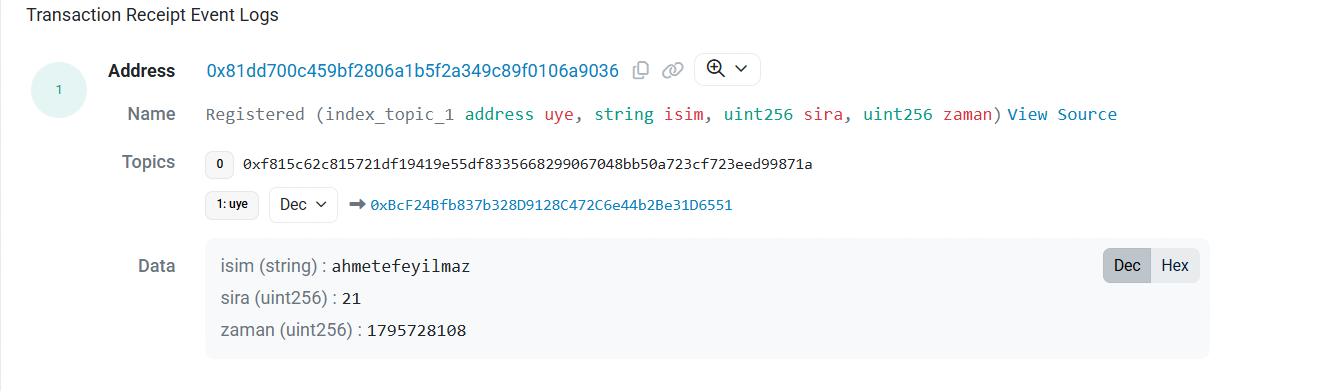 Transaction Receipt Event Logs
1
Address 0x81dd700c459bf2806a1b5f2a349c89f0106a9036
Name Registered (index_topic_1 address uye, string isim, uint256 sira, uint256 zaman) View Source
Topics 0 0xf815c62c815721df19419e55df8335668299067048bb50a723cf723eed99871a
1: uye Dec 0xBcF24Bfb837b328D9128C472C6e44b2Be31D6551
Data isim (string) : ahmetefeyilmaz Dec Hex
sira (uint256) : 21
zaman (uint256) : 1795728108